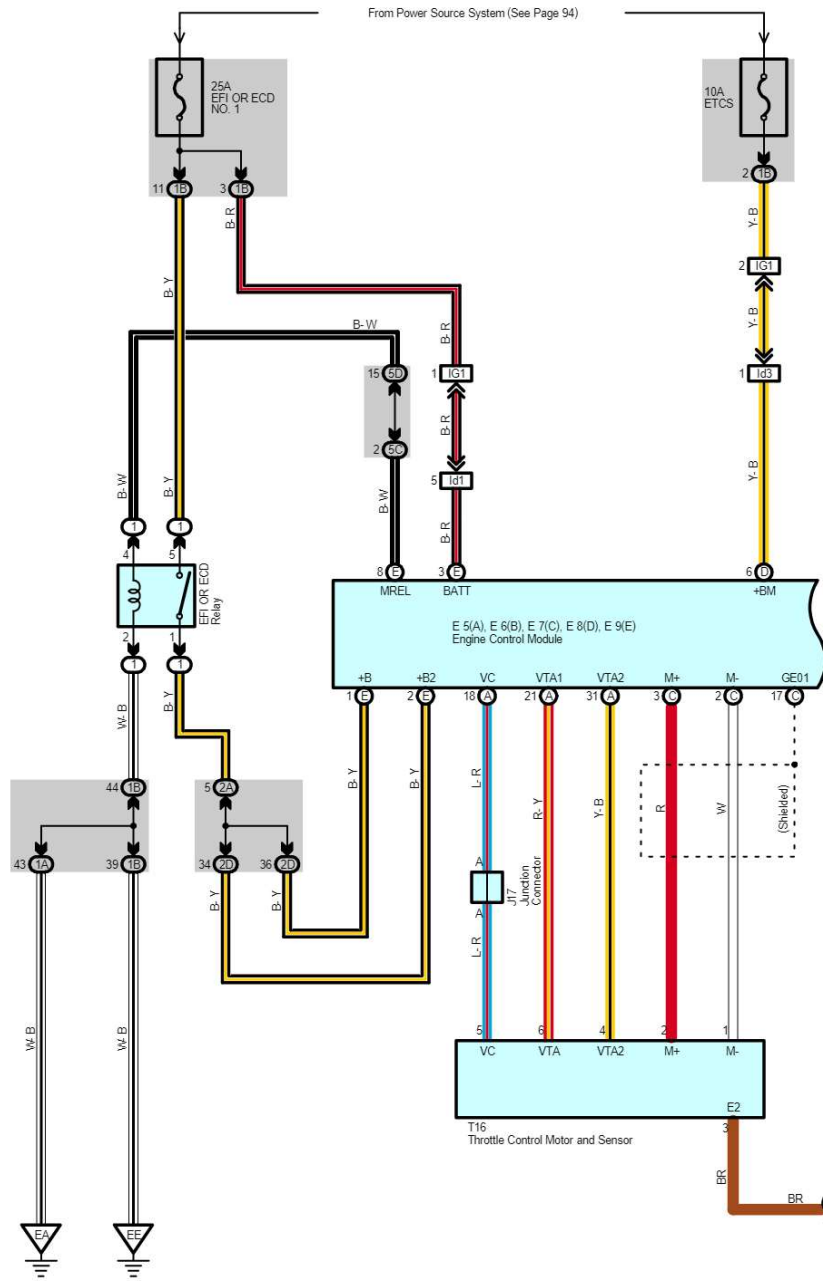 From Power Source System (See Page 94)
25A
EFI OR ECD
NO. 1
10A
ETCS
11 1B
3 1B
2 1B
B-R
Y-B
B-Y
2 IG1
B-W
B-R
Y-B
15 5D
1 IG1
1 Id3
B-R
2 5C
5 Id1
B-W
B-Y
B-W
B-R
Y-B
1
1
4
5
8 E
3 E
6 D
MREL
BATT
+BM
EFI OR ECD
Relay
E 5(A), E 6(B), E 7(C), E 8(D), E 9(E)
Engine Control Module
2
1
+B
+B2
VC
VTA1
VTA2
M+
M-
GE01
1
1
1 E
2 E
18 A
21 A
31 A
3 C
2 C
17 C
W-B
B-Y
B-Y
B-Y
L-R
R-Y
Y-B
R
W
(Shielded)
44 1B
5 2A
43 1A
39 1B
34 2D
36 2D
A
J17
Junction
Connector
A
B-Y
B-Y
L-R
W-B
W-B
5
6
4
2
1
VC
VTA
VTA2
M+
M-
E2
3
T16
Throttle Control Motor and Sensor
BR
BR
EA
EE